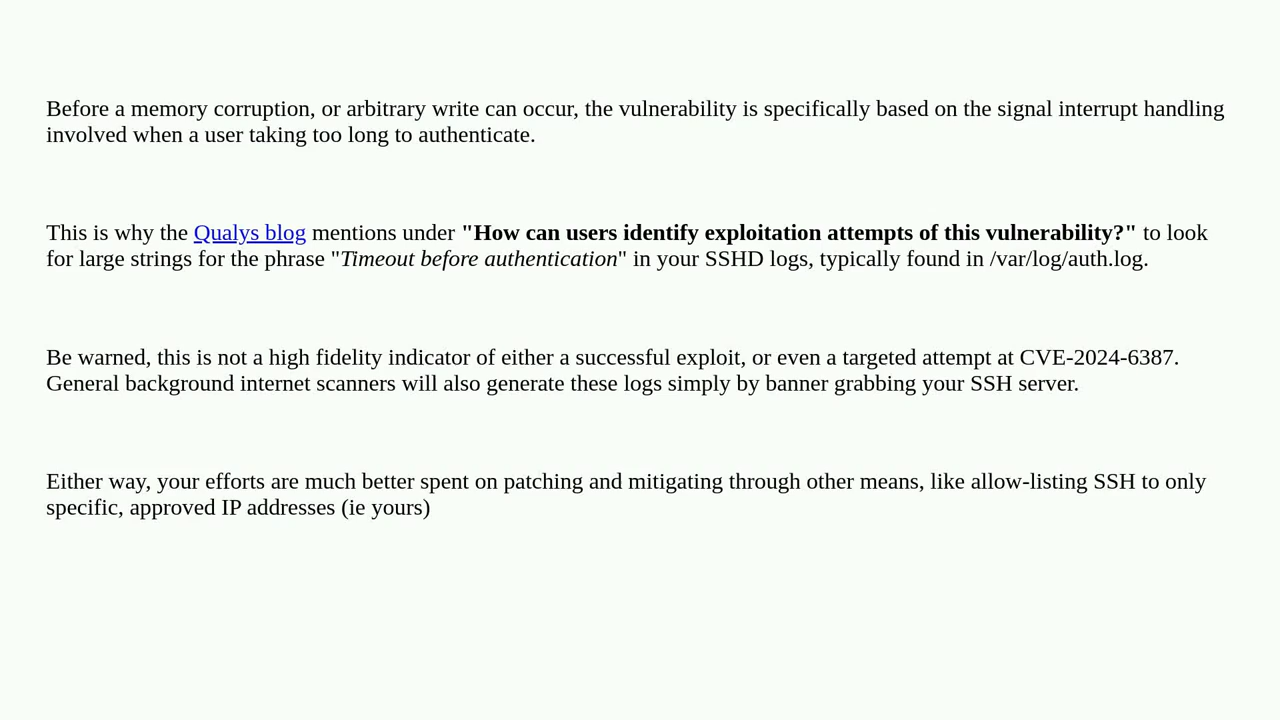 Before a memory corruption, or arbitrary write can occur, the vulnerability is specifically based on the signal interrupt handling
involved when a user taking too long to authenticate.
This is why the Qualys blog mentions under "How can users identify exploitation attempts of this vulnerability?" to look
for large strings for the phrase "Timeout before authentication" in your SSHD logs, typically found in /var/log/auth.log.
Be warned, this is not a high fidelity indicator of either a successful exploit, or even a targeted attempt at CVE-2024-6387.
General background internet scanners will also generate these logs simply by banner grabbing your SSH server.
Either way, your efforts are much better spent on patching and mitigating through other means, like allow-listing SSH to only
specific, approved IP addresses (ie yours)